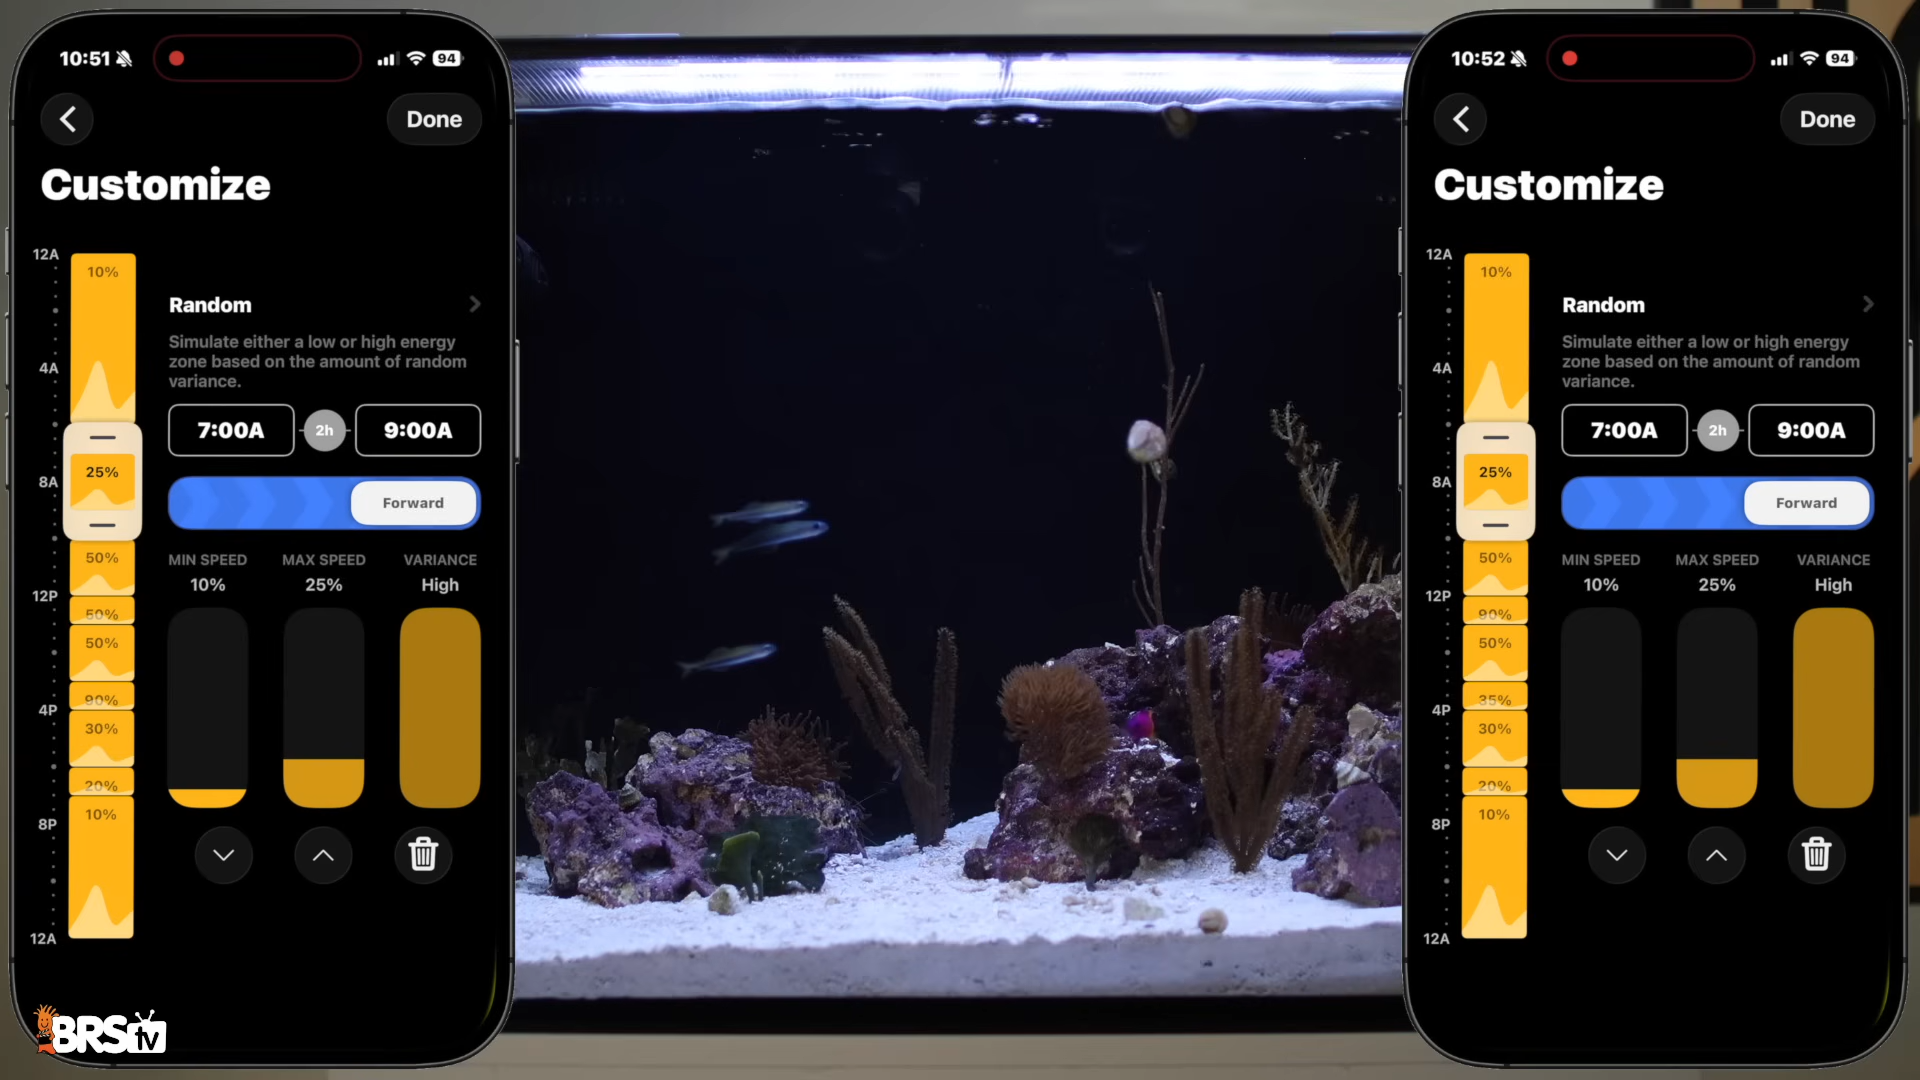 10:51
94
Done
Customize
12A
10%
4A
25%
8A
50%
12P
50%
50%
90%
4P
30%
20%
10%
8P
12A
Random
Simulate either a low or high energy
zone based on the amount of random
variance.
7:00A
2h
9:00A
Forward
MIN SPEED
MAX SPEED
VARIANCE
10%
25%
High
BRStv
10:52
94
Done
Customize
12A
10%
4A
25%
8A
50%
12P
90%
50%
35%
4P
30%
20%
10%
8P
12A
Random
Simulate either a low or high energy
zone based on the amount of random
variance.
7:00A
2h
9:00A
Forward
MIN SPEED
MAX SPEED
VARIANCE
10%
25%
High